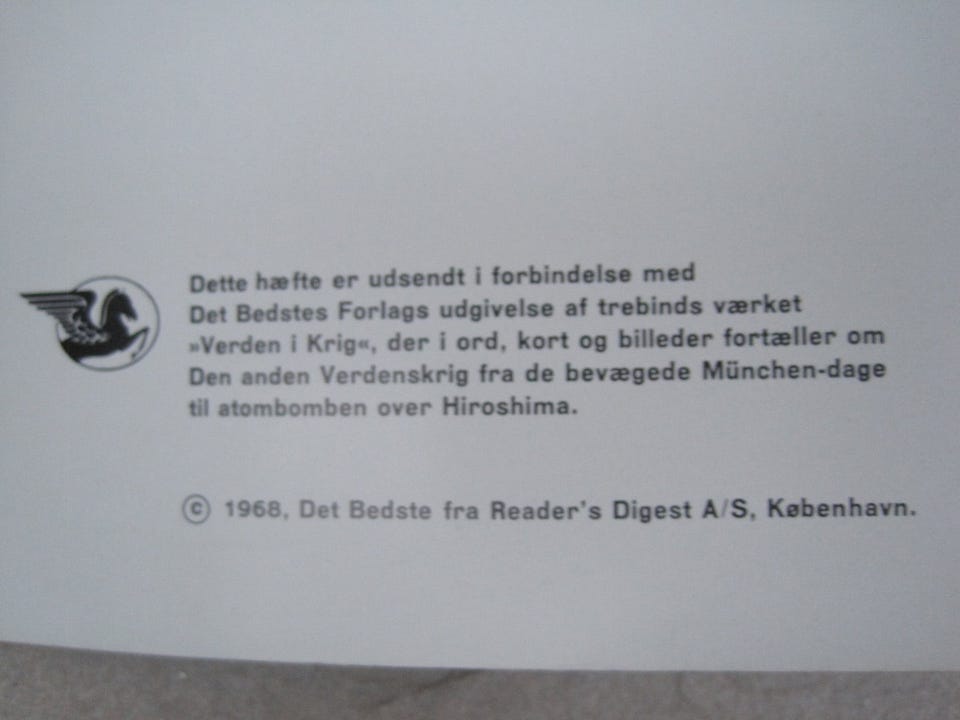 Dette hæfte er udsendt i forbindelse med
Det Bedstes Forlags udgivelse af trebinds værket
»Verden i Krig«, der i ord, kort og billeder fortæller om
Den anden Verdenskrig fra de bevægede München-dage
til atombomben over Hiroshima.
© 1968, Det Bedste fra Reader's Digest A/S, København.